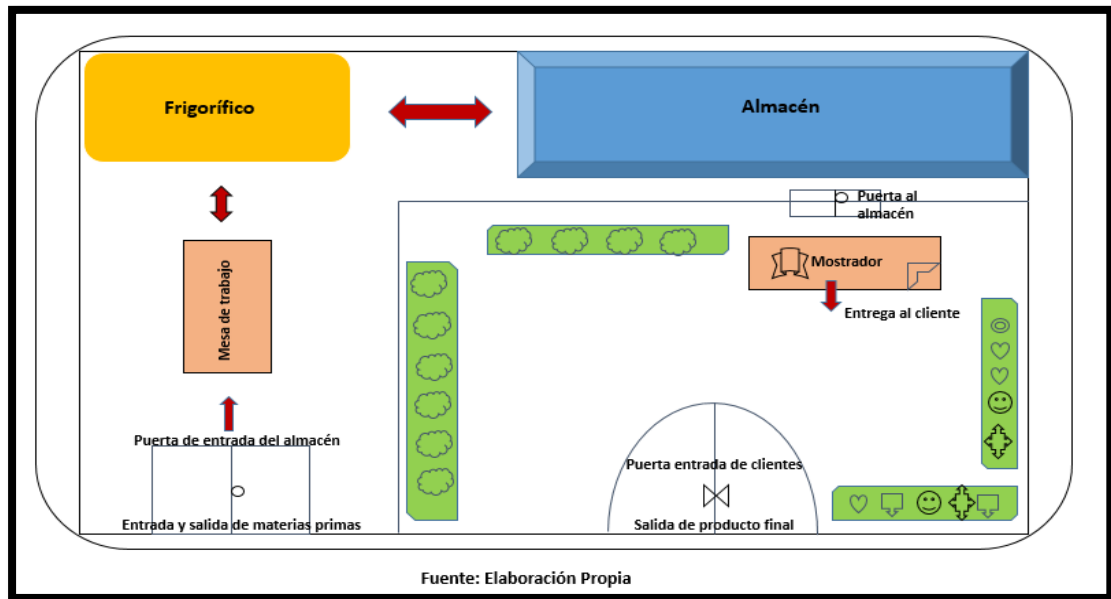 Frigorífico
Almacén
Puerta al
almacén
Mesa de trabajo
Mostrador
Entrega al cliente
Puerta de entrada del almacén
Puerta entrada de clientes
Entrada y salida de materias primas
Salida de producto final
Fuente: Elaboración Propia